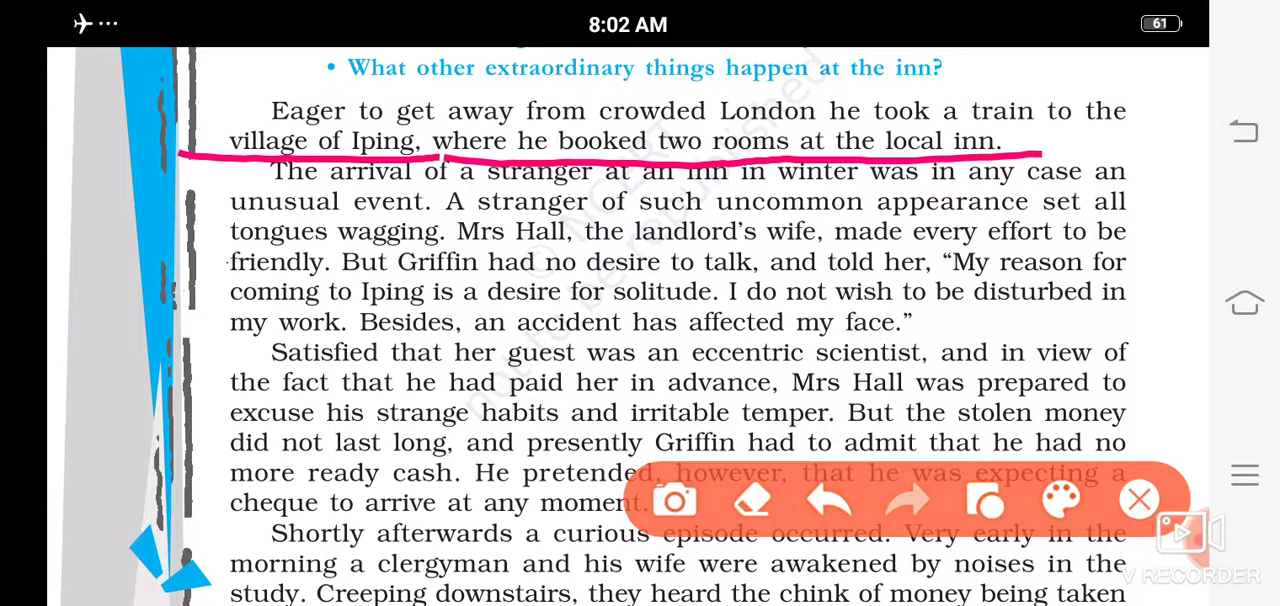 8:02 AM
61
• What other extraordinary things happen at the inn?
Eager to get away from crowded London he took a train to the
village of Iping, where he booked two rooms at the local inn.
The arrival of a stranger at an inn in winter was in any case an
unusual event. A stranger of such uncommon appearance set all
tongues wagging. Mrs Hall, the landlord's wife, made every effort to be
friendly. But Griffin had no desire to talk, and told her, “My reason for
coming to Iping is a desire for solitude. I do not wish to be disturbed in
my work. Besides, an accident has affected my face.”
Satisfied that her guest was an eccentric scientist, and in view of
the fact that he had paid her in advance, Mrs Hall was prepared to
excuse his strange habits and irritable temper. But the stolen money
did not last long, and presently Griffin had to admit that he had no
more ready cash. He pretended, however, that he was expecting a
cheque to arrive at any moment.
Shortly afterwards a curious episode occurred. Very early in the
morning a clergyman and his wife were awakened by noises in the
study. Creeping downstairs, they heard the chink of money being taken
© NCERT
not to be republished
V RECORDER